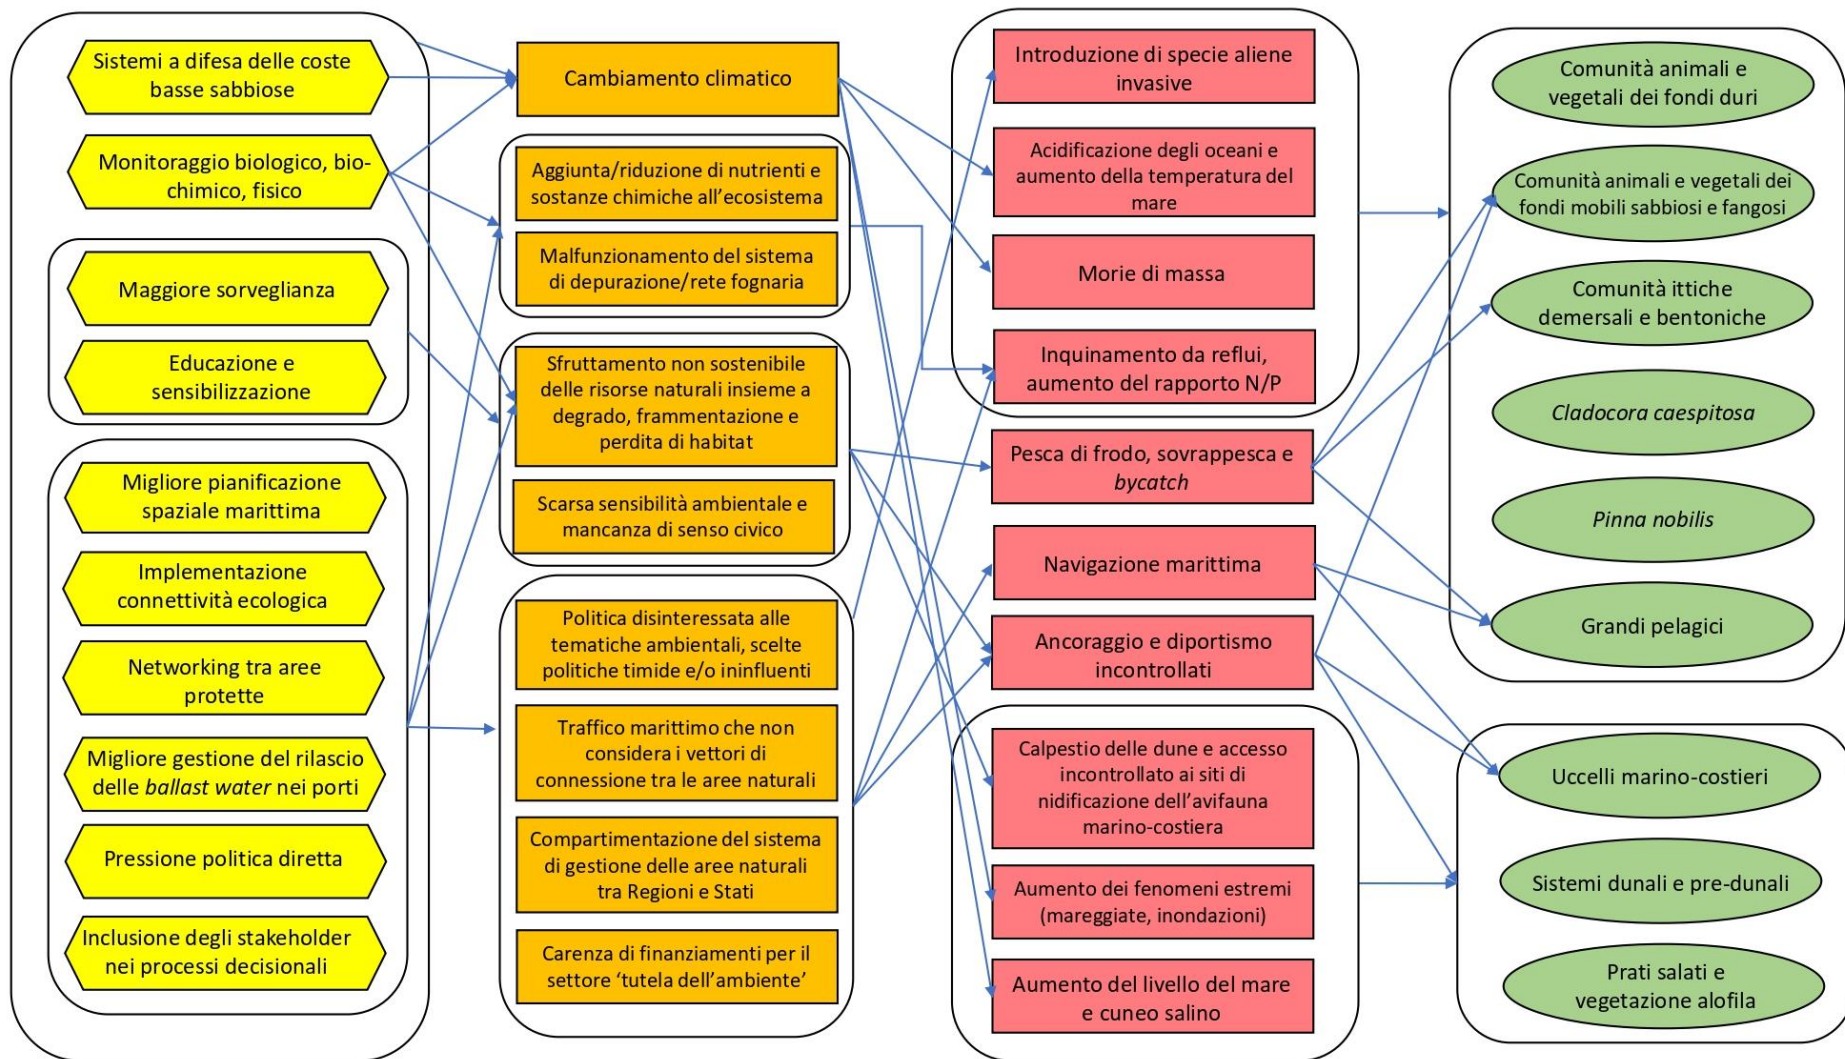 Sistemi a difesa delle coste
basse sabbiose
Monitoraggio biologico, bio-
chimico, fisico
Maggiore sorveglianza
Educazione e
sensibilizzazione
Migliore pianificazione
spaziale marittima
Implementazione
connettività ecologica
Networking tra aree
protette
Migliore gestione del rilascio
delle ballast water nei porti
Pressione politica diretta
Inclusione degli stakeholder
nei processi decisionali
Cambiamento climatico
Aggiunta/riduzione di nutrienti e
sostanze chimiche all’ecosistema
Malfunzionamento del sistema
di depurazione/rete fognaria
Sfruttamento non sostenibile
delle risorse naturali insieme a
degrado, frammentazione e
perdita di habitat
Scarsa sensibilità ambientale e
mancanza di senso civico
Politica disinteressata alle
tematiche ambientali, scelte
politiche timide e/o ininfluenti
Traffico marittimo che non
considera i vettori di
connessione tra le aree naturali
Compartimentazione del sistema
di gestione delle aree naturali
tra Regioni e Stati
Carenza di finanziamenti per il
settore ‘tutela dell’ambiente’
Introduzione di specie aliene
invasive
Acidificazione degli oceani e
aumento della temperatura del
mare
Morie di massa
Inquinamento da reflui,
aumento del rapporto N/P
Pesca di frodo, sovrappesca e
bycatch
Navigazione marittima
Ancoraggio e diportismo
incontrollati
Calpestio delle dune e accesso
incontrollato ai siti di
nidificazione dell’avifauna
marino-costiera
Aumento dei fenomeni estremi
(mareggiate, inondazioni)
Aumento del livello del mare
e cuneo salino
Comunità animali e
vegetali dei fondi duri
Comunità animali e vegetali dei
fondi mobili sabbiosi e fangosi
Comunità ittiche
demersali e bentoniche
Cladocora caespitosa
Pinna nobilis
Grandi pelagici
Uccelli marino-costieri
Sistemi dunali e pre-dunali
Prati salati e
vegetazione alofila